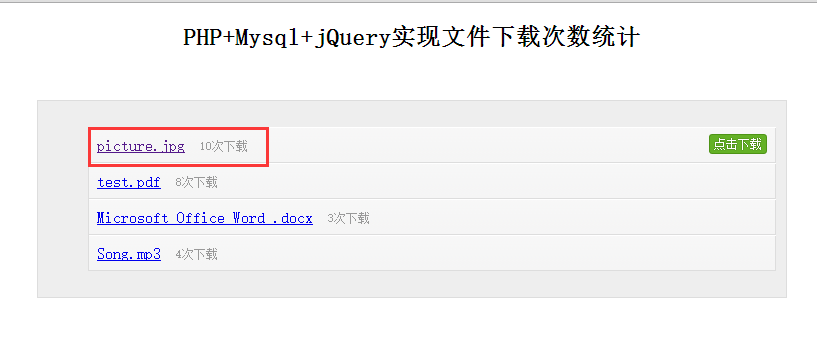 PHP+Mysql+jQuery实现文件下载次数统计
picture.jpg 10次下载 点击下载
test.pdf 8次下载
Microsoft Office Word .docx 3次下载
Song.mp3 4次下载